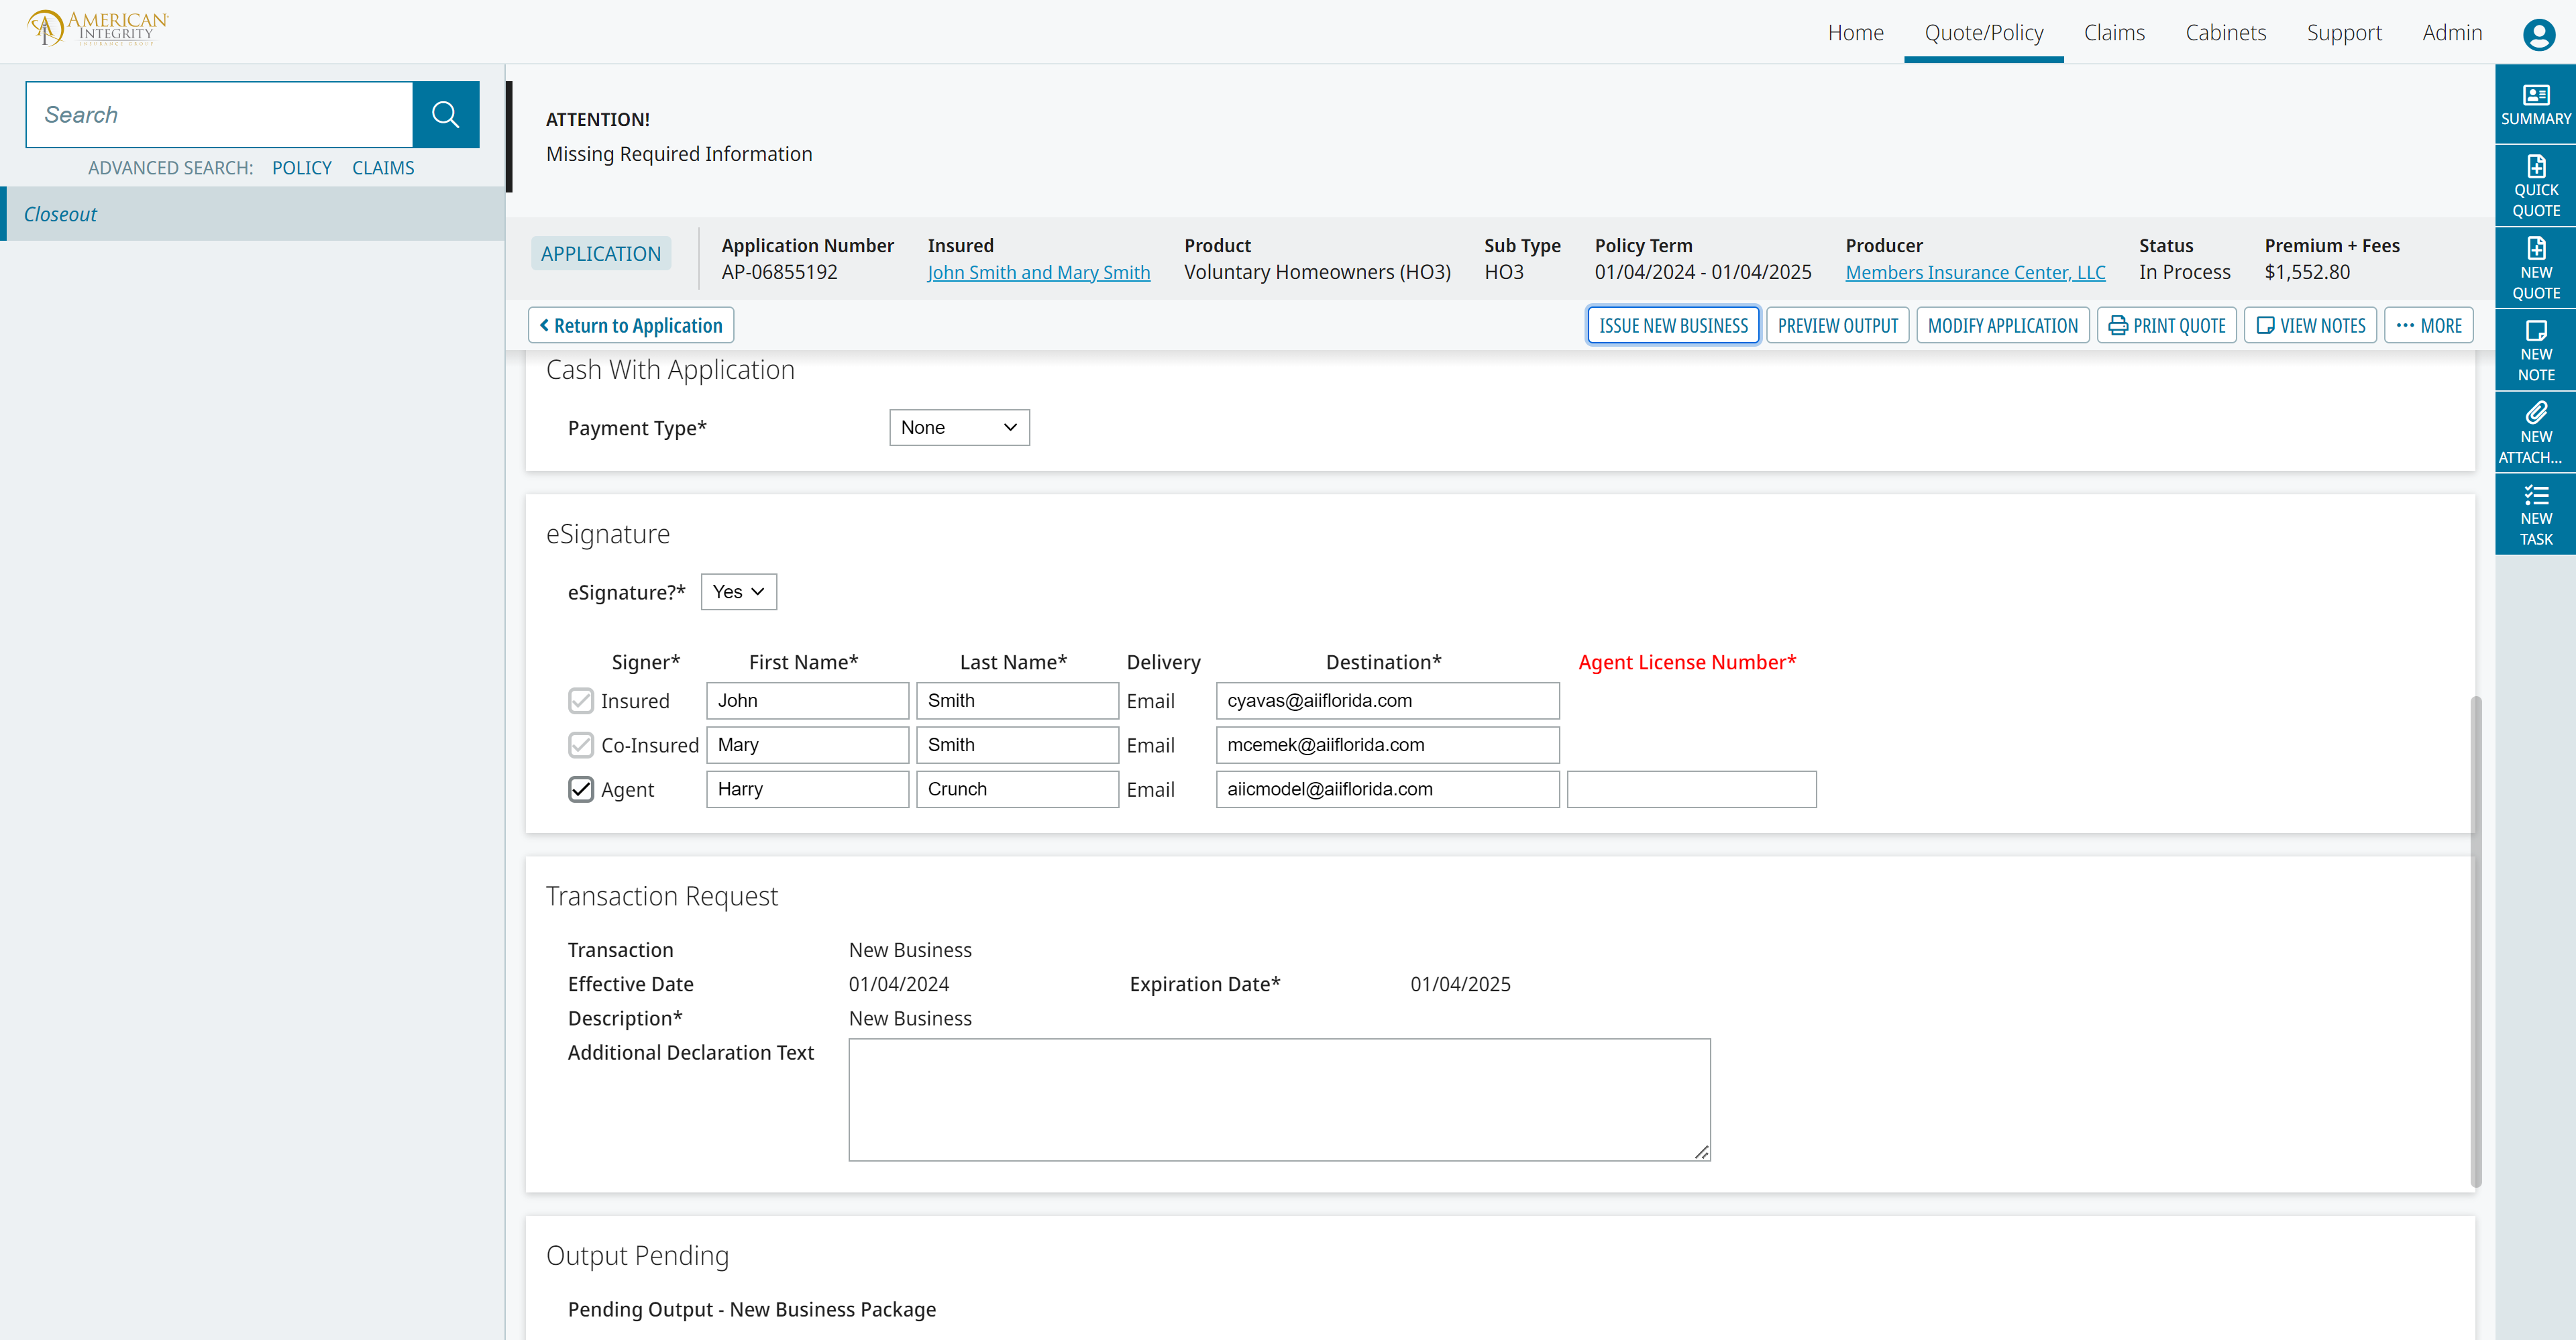 AMERICAN
INTEGRITY
INSURANCE GROUP
Home Quote/Policy Claims Cabinets Support Admin
Search
ADVANCED SEARCH: POLICY CLAIMS
Closeout
ATTENTION!
Missing Required Information
APPLICATION
Application Number Insured Product Sub Type Policy Term Producer Status Premium + Fees
AP-06855192 John Smith and Mary Smith Voluntary Homeowners (HO3) HO3 01/04/2024 - 01/04/2025 Members Insurance Center, LLC In Process $1,552.80
Return to Application ISSUE NEW BUSINESS PREVIEW OUTPUT MODIFY APPLICATION PRINT QUOTE VIEW NOTES ••• MORE
Cash With Application
Payment Type* None
eSignature
eSignature?* Yes
Signer* First Name* Last Name* Delivery Destination* Agent License Number*
Insured John Smith Email cyavas@aiiflorida.com
Co-Insured Mary Smith Email mcemek@aiiflorida.com
Agent Harry Crunch Email aiicmodel@aiiflorida.com
Transaction Request
Transaction New Business
Effective Date 01/04/2024 Expiration Date* 01/04/2025
Description* New Business
Additional Declaration Text
Output Pending
Pending Output - New Business Package
SUMMARY
QUICK
QUOTE
NEW
QUOTE
NEW
NOTE
NEW
ATTACH...
NEW
TASK